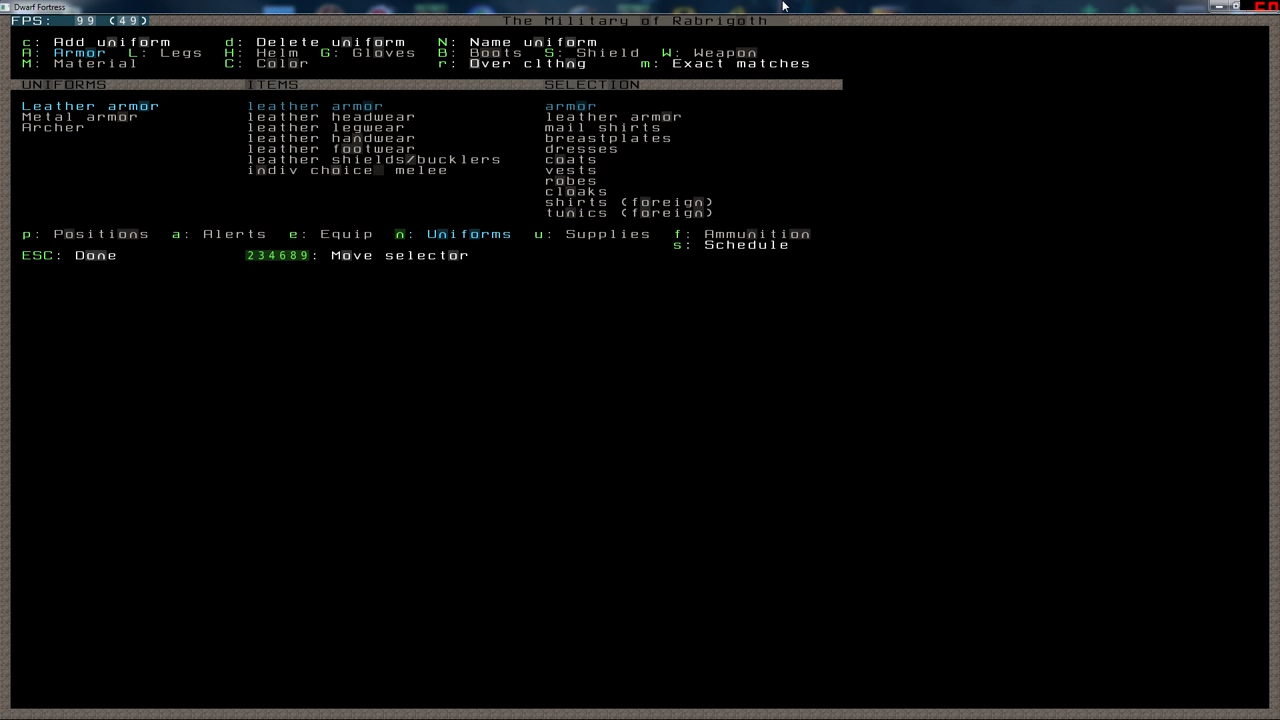 Dwarf Fortress
FPS: 99 (49) The Military of Rabrigoth
c: Add uniform d: Delete uniform N: Name uniform
A: Armor L: Legs H: Helm G: Gloves B: Boots S: Shield W: Weapon
M: Material C: Color r: Over clthng m: Exact matches
UNIFORMS ITEMS SELECTION
Leather armor leather armor armor
Metal armor leather headwear leather armor
Archer leather legwear mail shirts
leather handwear breastplates
leather footwear dresses
leather shields/bucklers coats
indiv choice melee vests
robes
cloaks
shirts (foreign)
tunics (foreign)
p: Positions a: Alerts e: Equip n: Uniforms u: Supplies f: Ammunition
s: Schedule
ESC: Done 234689: Move selector